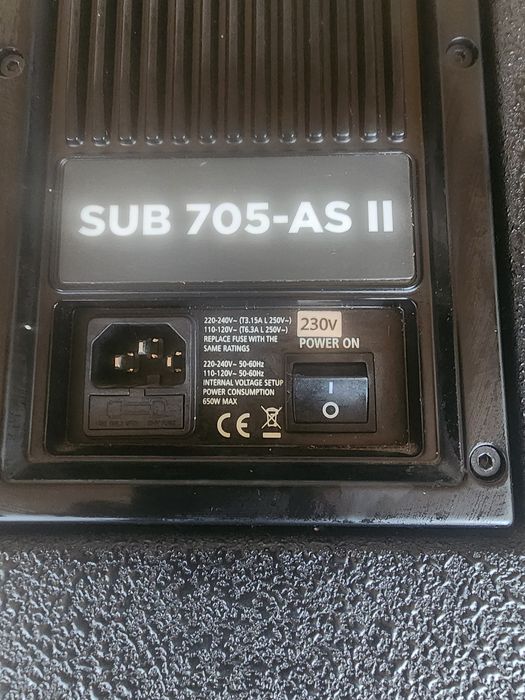 SUB 705-AS II
220-240V~ (T3.15A L 250V~)
110-120V~ (T6.3A L 250V~)
REPLACE FUSE WITH THE
SAME RATINGS
230V
POWER ON
220-240V~ 50-60Hz
110-120V~ 50-60Hz
INTERNAL VOLTAGE SETUP
POWER CONSUMPTION
650W MAX
CE
I
O